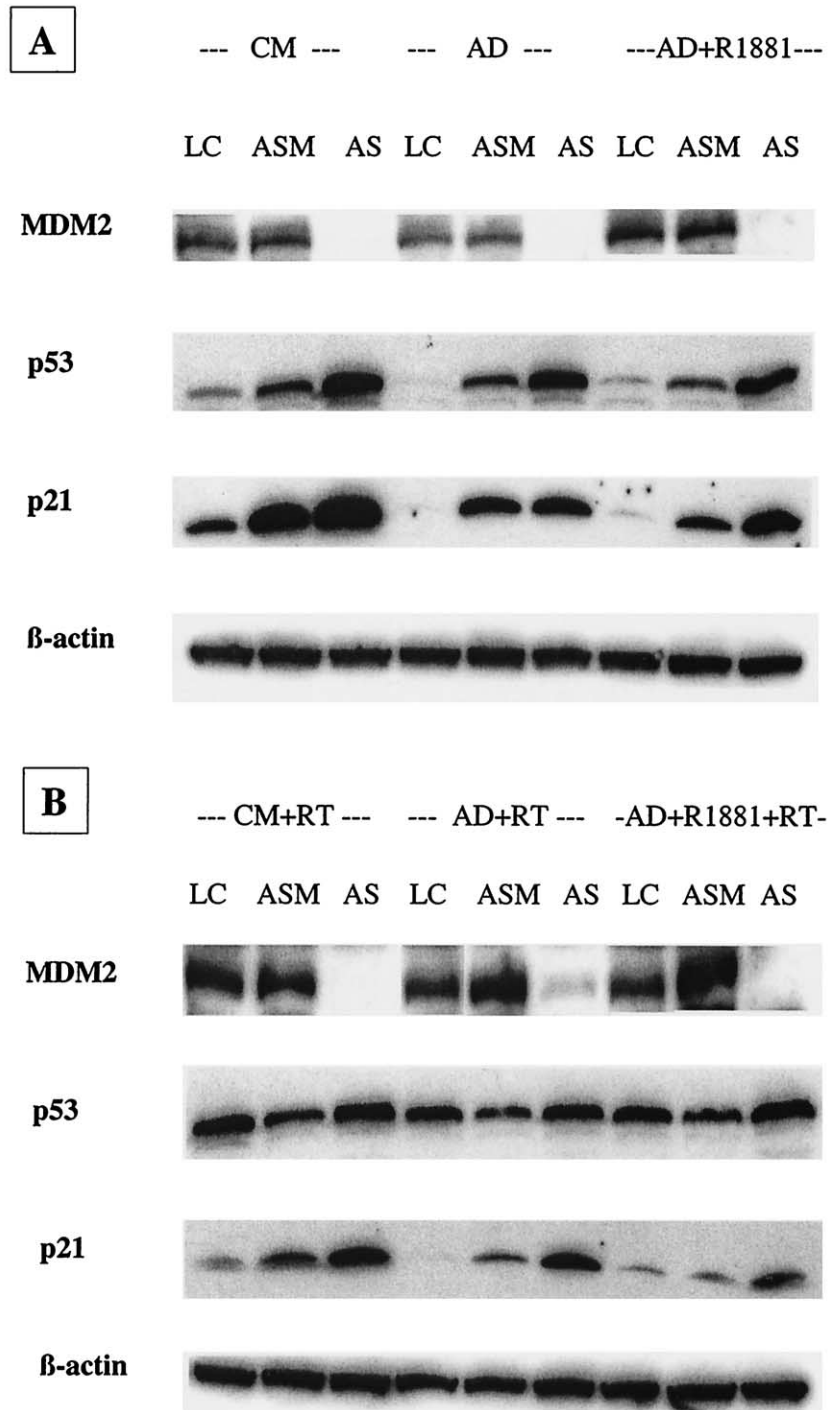 A
--- CM --- --- AD --- ---AD+R1881---
LC ASM AS LC ASM AS LC ASM AS
MDM2
p53
p21
ß-actin
B
--- CM+RT --- --- AD+RT --- -AD+R1881+RT-
LC ASM AS LC ASM AS LC ASM AS
MDM2
p53
p21
ß-actin